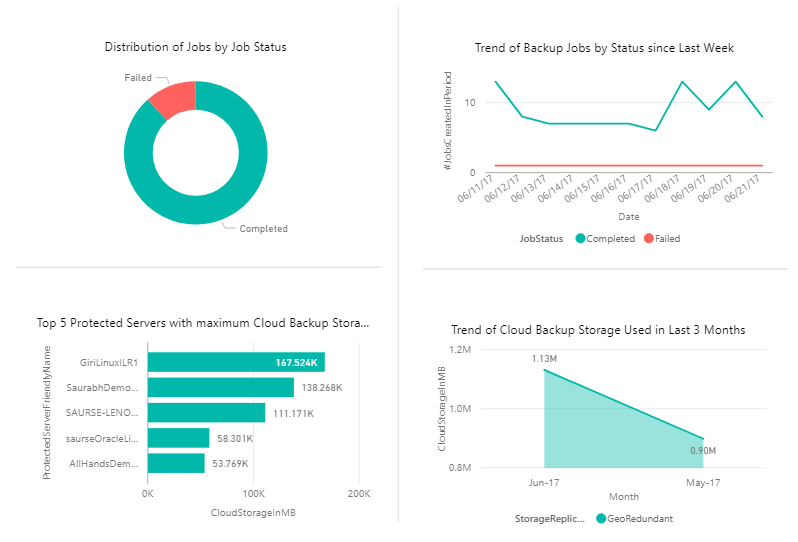 Distribution of Jobs by Job Status
Failed
Completed
Trend of Backup Jobs by Status since Last Week
#JobsCreatedInPeriod
10
0
06/11/17
06/12/17
06/13/17
06/14/17
06/15/17
06/16/17
06/17/17
06/18/17
06/19/17
06/20/17
06/21/17
Date
JobStatus Completed Failed
Top 5 Protected Servers with maximum Cloud Backup Stora...
ProtectedServerFriendlyName
GiriLinuxILR1 167.524K
SaurabhDemo... 138.268K
SAURSE-LENO... 111.171K
saurseOracleLi... 58.301K
AllHandsDem... 53.769K
0K 100K 200K
CloudStorageInMB
Trend of Cloud Backup Storage Used in Last 3 Months
CloudStorageInMB
1.2M
1.13M
1.0M
0.90M
0.8M
Jun-17 May-17
Month
StorageReplic... GeoRedundant